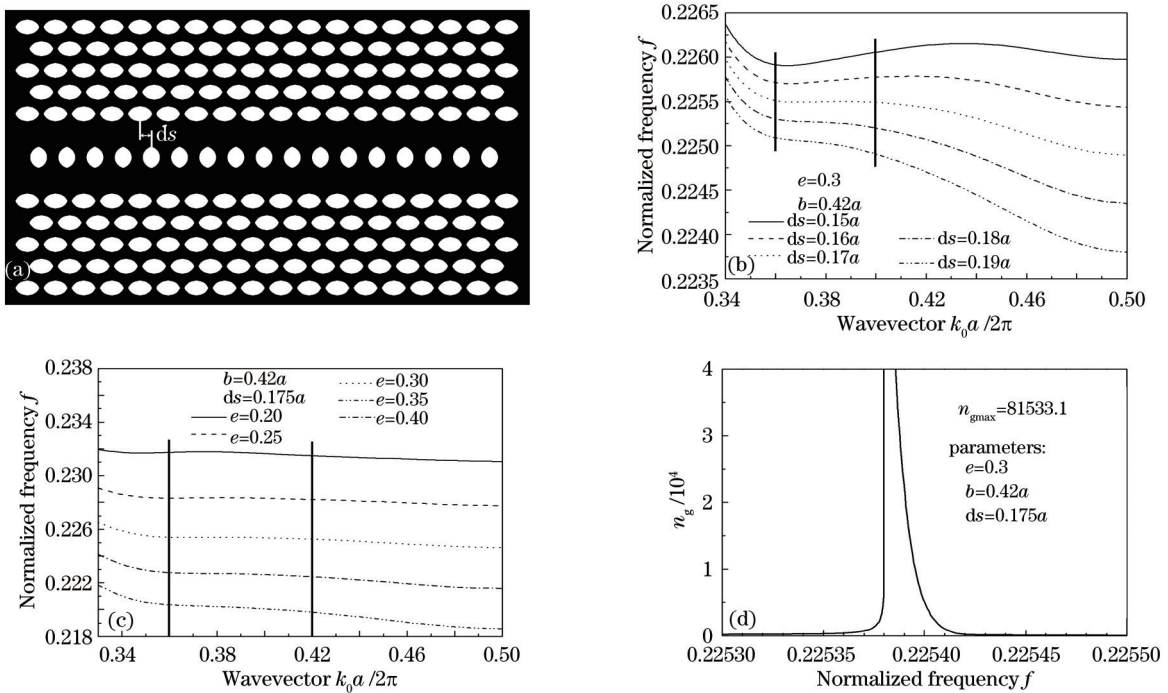 (a)
ds
Normalized frequency f
0.2265
0.2260
0.2255
0.2250
0.2245
0.2240
0.2235
e=0.3
b=0.42a
ds=0.15a
ds=0.16a
ds=0.17a
ds=0.18a
ds=0.19a
(b)
0.34 0.38 0.42 0.46 0.50
Wavevector k₀a/2π
Normalized frequency f
0.238
0.234
0.230
0.226
0.222
0.218
b=0.42a
ds=0.175a
e=0.20
e=0.25
e=0.30
e=0.35
e=0.40
(c)
0.34 0.38 0.42 0.46 0.50
Wavevector k₀a/2π
n_g/10⁴
4
3
2
1
0
n_gmax=81533.1
parameters:
e=0.3
b=0.42a
ds=0.175a
(d)
0.22530 0.22535 0.22540 0.22545 0.22550
Normalized frequency f